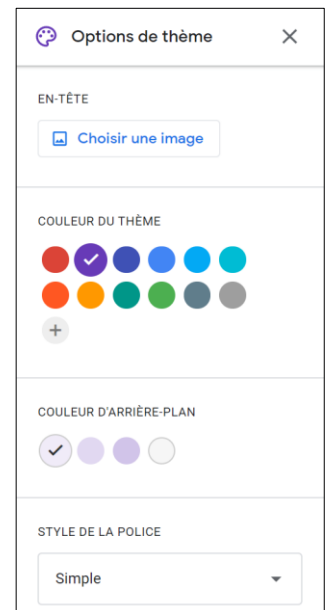 Options de thème
EN-TÊTE
Choisir une image
COULEUR DU THÈME
COULEUR D'ARRIÈRE-PLAN
STYLE DE LA POLICE
Simple